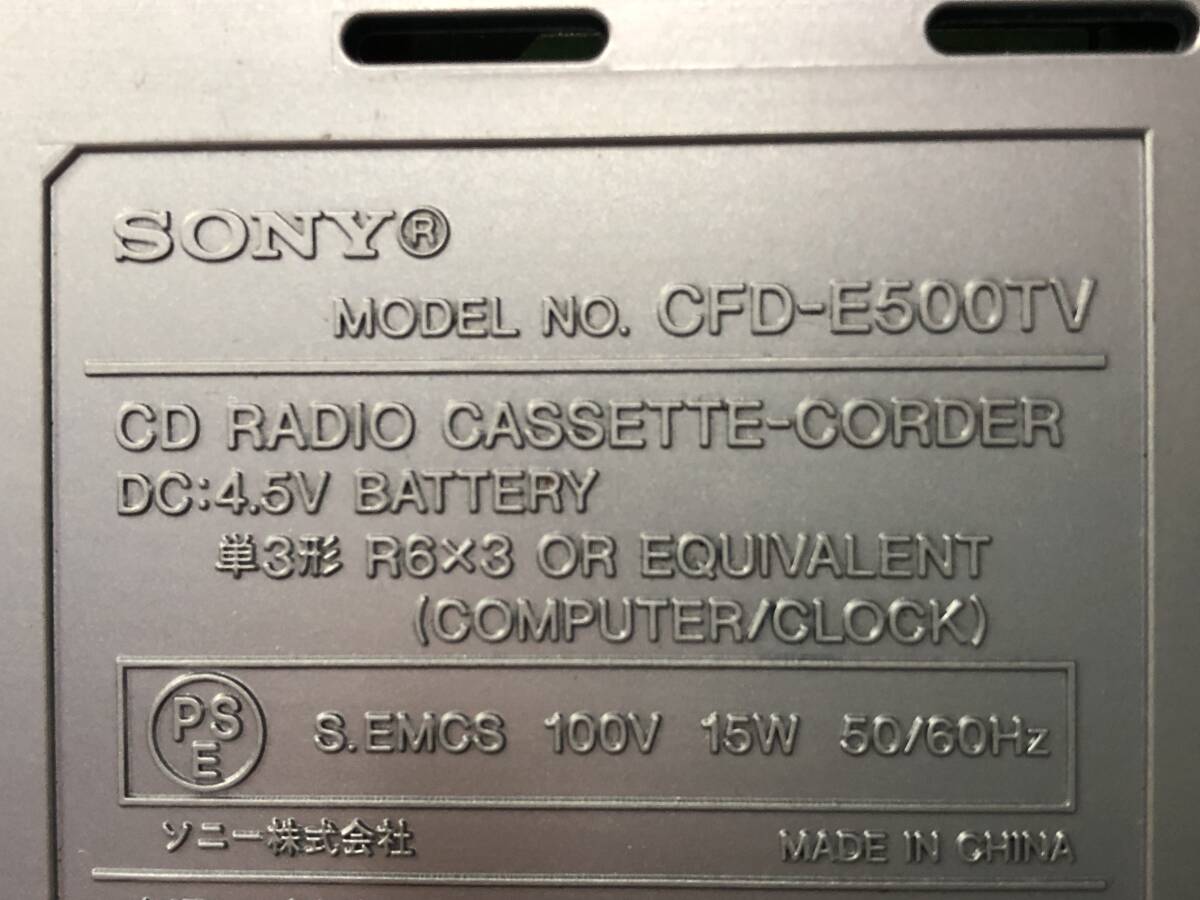 SONY®
MODEL NO. CFD-E500TV
CD RADIO CASSETTE-CORDER
DC:4.5V BATTERY
単3形 R6×3 OR EQUIVALENT
(COMPUTER/CLOCK)
PS
E
S.EMCS 100V 15W 50/60Hz
ソニー株式会社
MADE IN CHINA